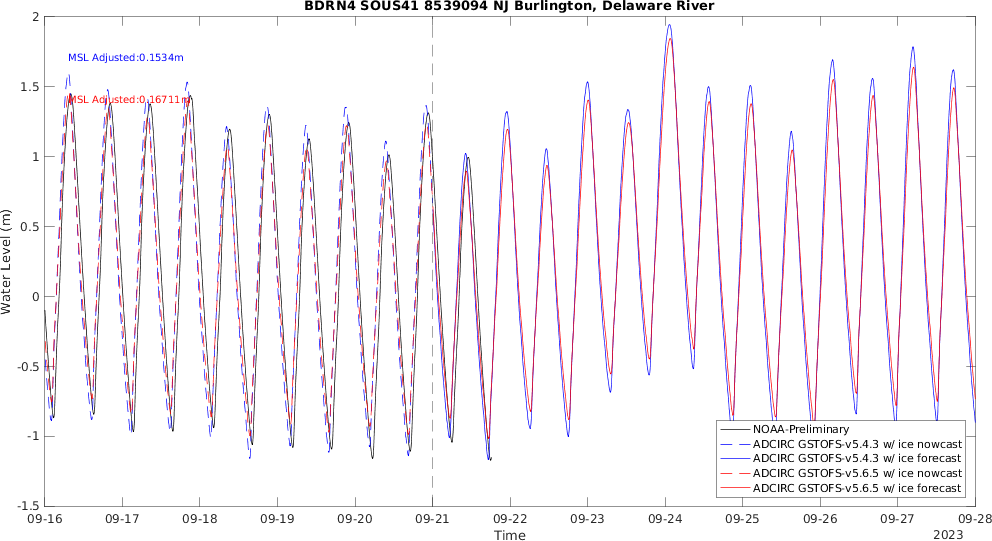 BDRN4 SOUS41 8539094 NJ Burlington, Delaware River
2
MSL Adjusted:0.1534m
1.5
MSL Adjusted:0.16711m
1
0.5
0
-0.5
-1
-1.5
Water Level (m)
NOAA-Preliminary
ADCIRC GSTOFS-v5.4.3 w/ ice nowcast
ADCIRC GSTOFS-v5.4.3 w/ ice forecast
ADCIRC GSTOFS-v5.6.5 w/ ice nowcast
ADCIRC GSTOFS-v5.6.5 w/ ice forecast
09-16 09-17 09-18 09-19 09-20 09-21 09-22 09-23 09-24 09-25 09-26 09-27 09-28
Time
2023